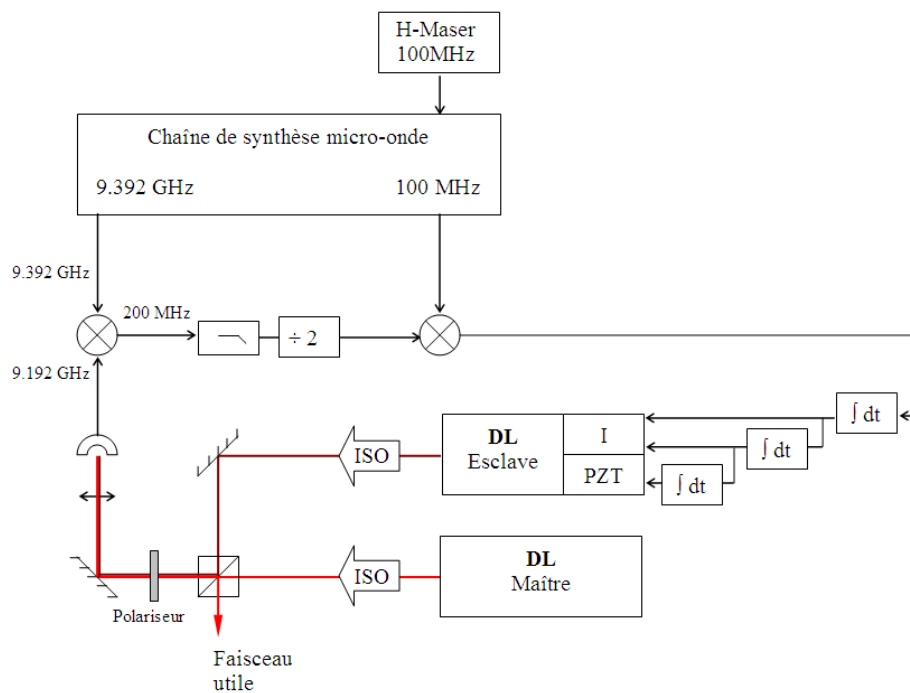 H-Maser
100MHz
Chaîne de synthèse micro-onde
9.392 GHz
100 MHz
9.392 GHz
200 MHz
÷ 2
9.192 GHz
∫ dt
DL
Esclave
I
PZT
∫ dt
∫ dt
ISO
DL
Maître
ISO
Polariseur
Faisceau
utile